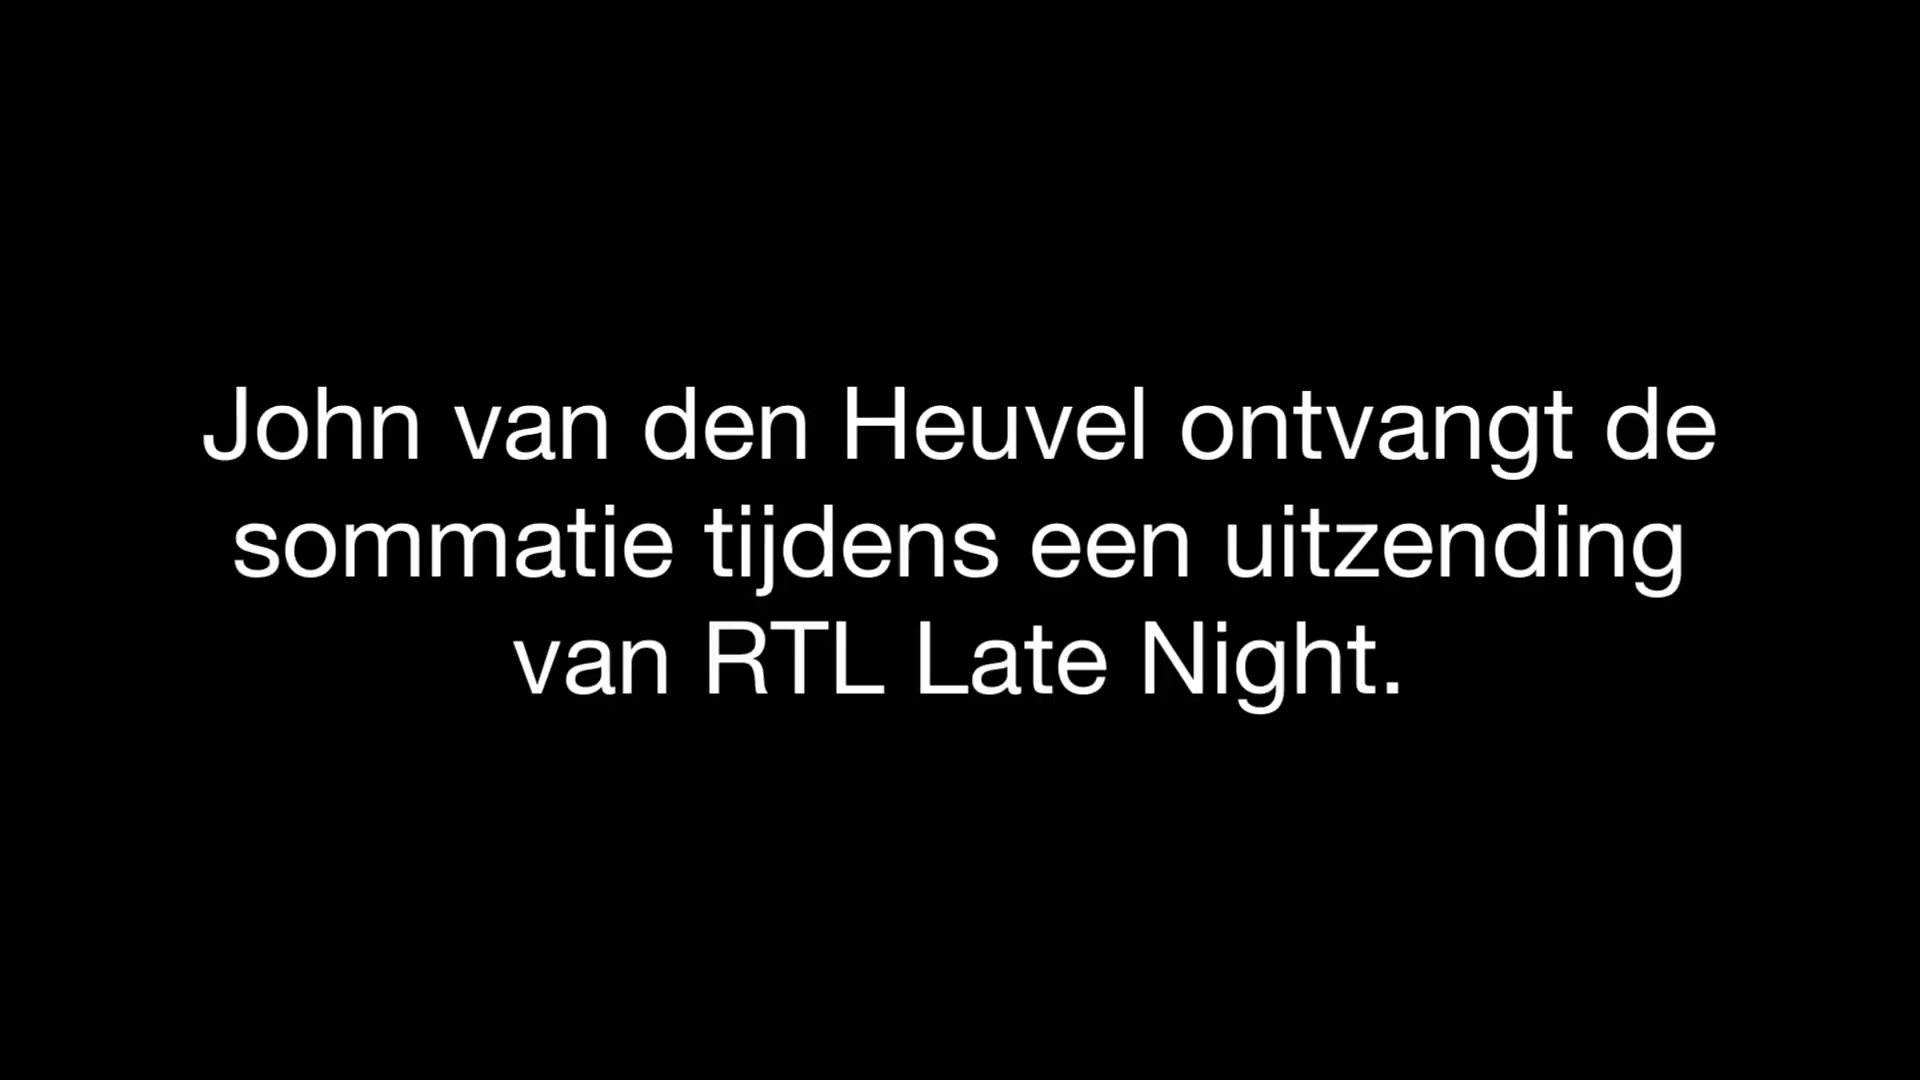 John van den Heuvel ontvangt de
sommatie tijdens een uitzending
van RTL Late Night.